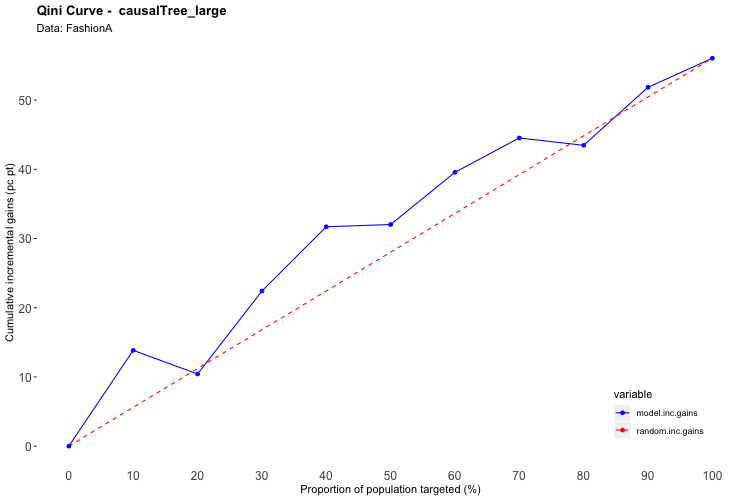 Qini Curve -  causalTree_large
Data: FashionA
Cumulative incremental gains (pc pt)
50
40
30
20
10
0
variable
model.inc.gains
random.inc.gains
0 10 20 30 40 50 60 70 80 90 100
Proportion of population targeted (%)